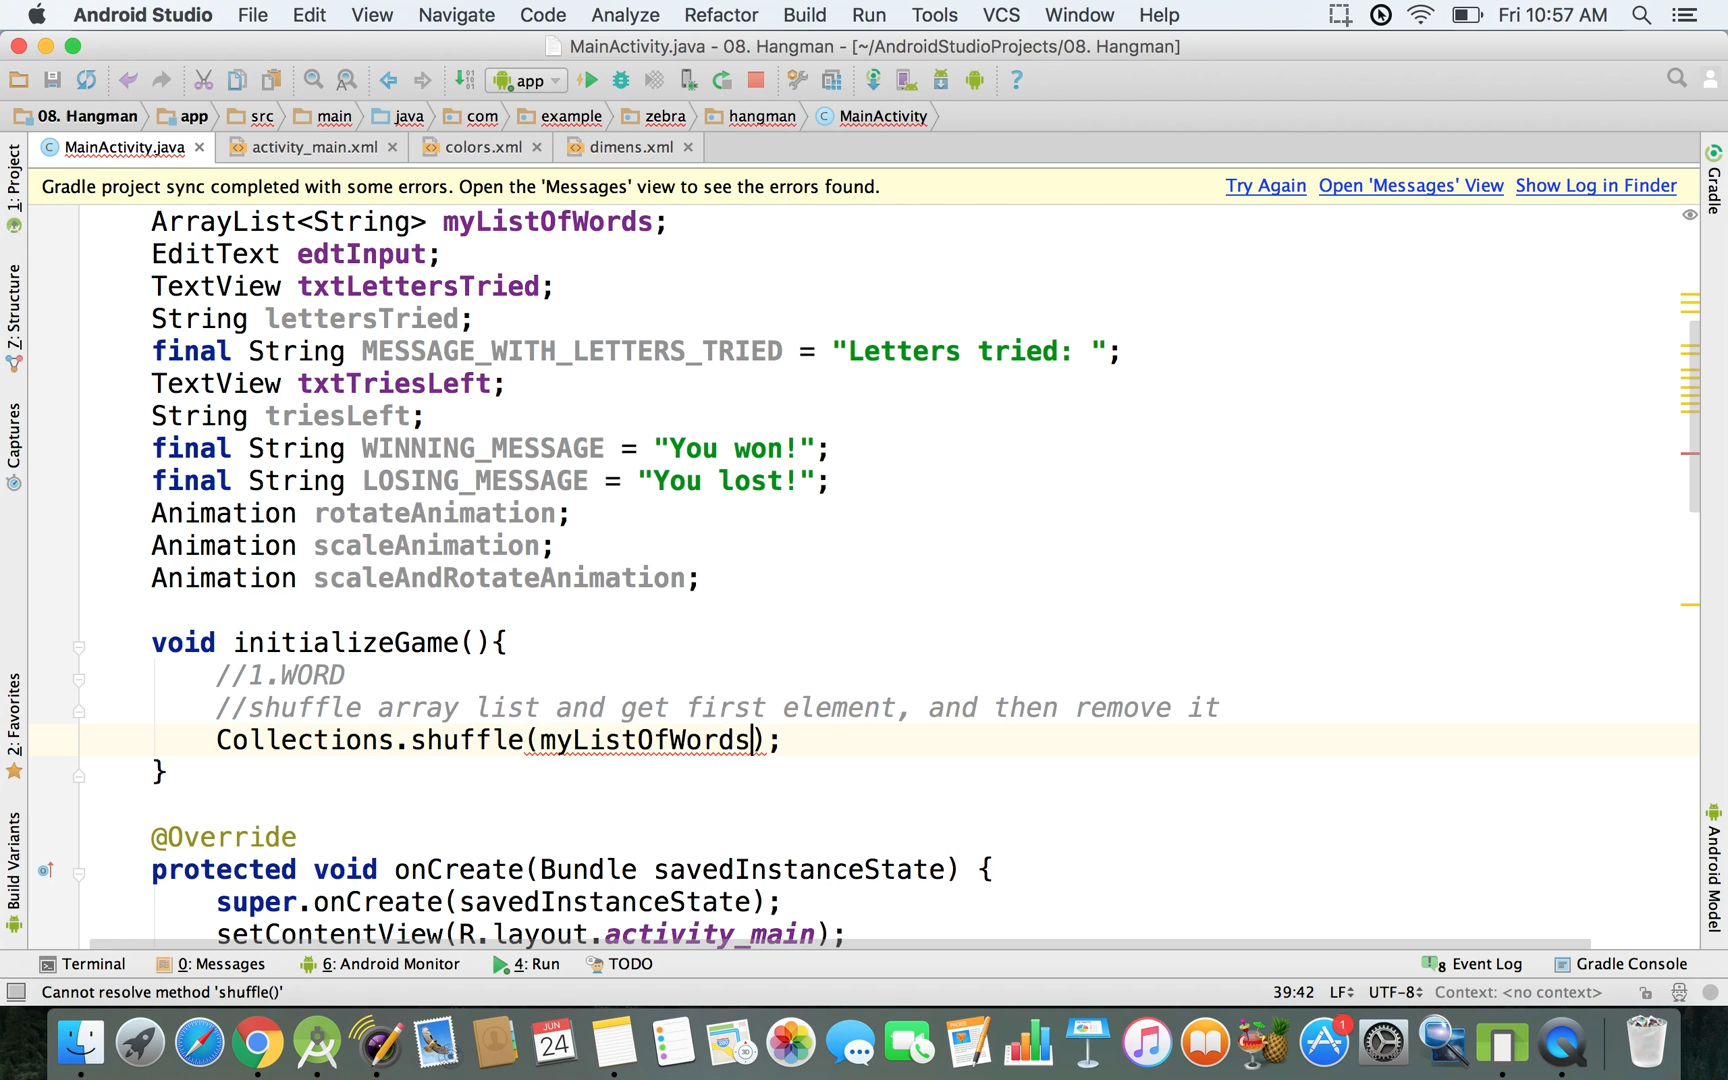 Android Studio File Edit View Navigate Code Analyze Refactor Build Run Tools VCS Window Help Fri 10:57 AM
MainActivity.java - 08. Hangman - [~/AndroidStudioProjects/08. Hangman]
app
08. Hangman app src main java com example zebra hangman MainActivity
MainActivity.java activity_main.xml colors.xml dimens.xml
Gradle project sync completed with some errors. Open the 'Messages' view to see the errors found. Try Again Open 'Messages' View Show Log in Finder
1: Project
7: Structure
Captures
2: Favorites
Build Variants
ArrayList<String> myListOfWords;
EditText edtInput;
TextView txtLettersTried;
String lettersTried;
final String MESSAGE_WITH_LETTERS_TRIED = "Letters tried: ";
TextView txtTriesLeft;
String triesLeft;
final String WINNING_MESSAGE = "You won!";
final String LOSING_MESSAGE = "You lost!";
Animation rotateAnimation;
Animation scaleAnimation;
Animation scaleAndRotateAnimation;
void initializeGame(){
//1.WORD
//shuffle array list and get first element, and then remove it
Collections.shuffle(myListOfWords);
}
@Override
protected void onCreate(Bundle savedInstanceState) {
super.onCreate(savedInstanceState);
setContentView(R.layout.activity_main);
Gradle
Android Model
Terminal 0: Messages 6: Android Monitor 4: Run TODO 8 Event Log Gradle Console
Cannot resolve method 'shuffle()' 39:42 LF UTF-8 Context: <no context>
JUN
24
1